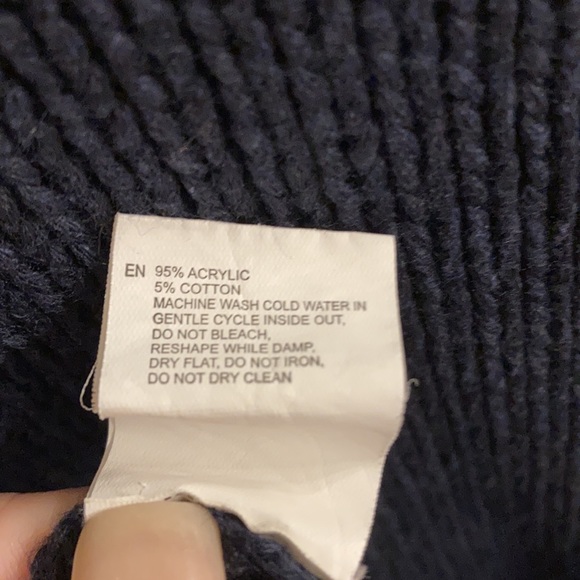 EN 95% ACRYLIC
5% COTTON
MACHINE WASH COLD WATER IN
GENTLE CYCLE INSIDE OUT,
DO NOT BLEACH,
RESHAPE WHILE DAMP,
DRY FLAT, DO NOT IRON,
DO NOT DRY CLEAN